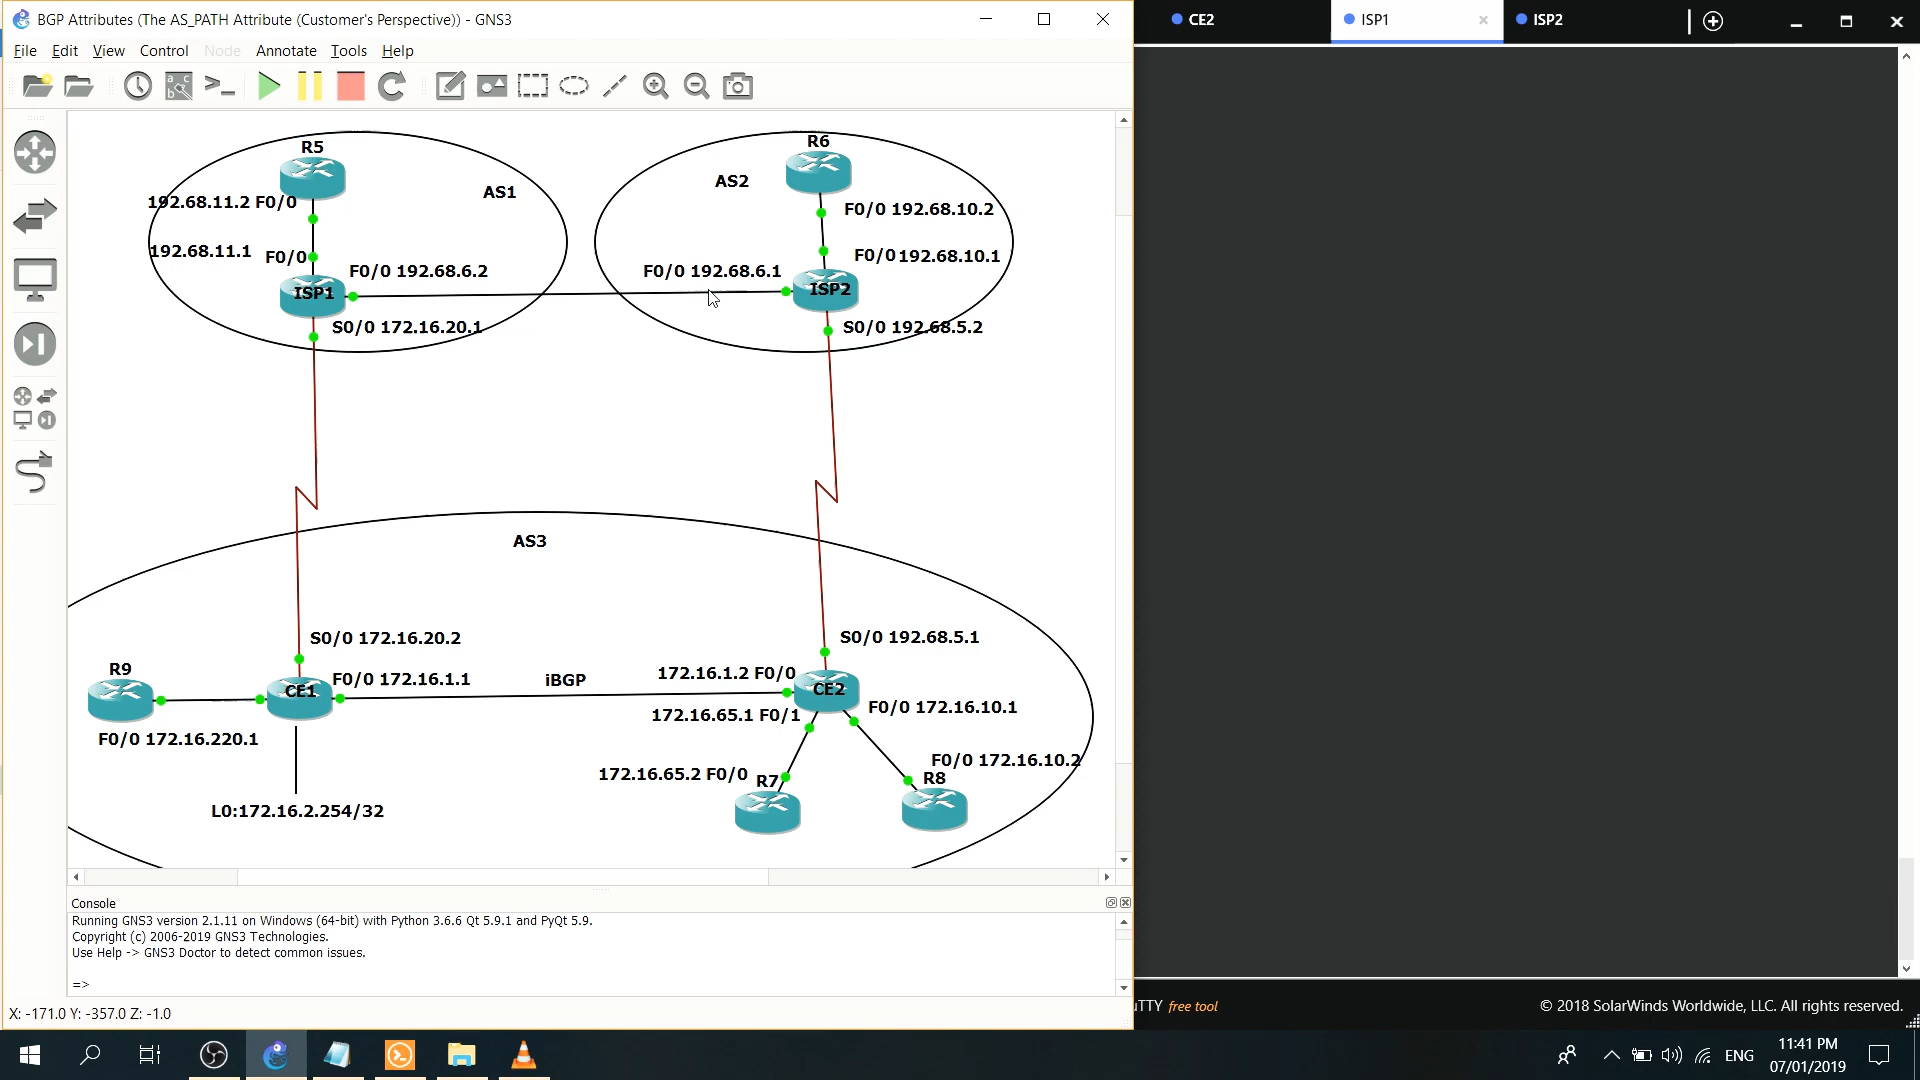 BGP Attributes (The AS_PATH Attribute (Customer's Perspective)) - GNS3
CE2
ISP1
ISP2
File Edit View Control Node Annotate Tools Help
R5
R6
AS1
AS2
192.68.11.2 F0/0
F0/0 192.68.10.2
192.68.11.1 F0/0
F0/0 192.68.10.1
F0/0 192.68.6.2
F0/0 192.68.6.1
ISP1
ISP2
S0/0 172.16.20.1
S0/0 192.68.5.2
AS3
S0/0 172.16.20.2
S0/0 192.68.5.1
R9
F0/0 172.16.1.1
iBGP
172.16.1.2 F0/0
CE1
CE2
172.16.65.1 F0/1
F0/0 172.16.10.1
F0/0 172.16.220.1
F0/0 172.16.10.2
172.16.65.2 F0/0
R7
R8
L0:172.16.2.254/32
Console
Running GNS3 version 2.1.11 on Windows (64-bit) with Python 3.6.6 Qt 5.9.1 and PyQt 5.9.
Copyright (c) 2006-2019 GNS3 Technologies.
Use Help -> GNS3 Doctor to detect common issues.
=>
X: -171.0 Y: -357.0 Z: -1.0
uTTY free tool
© 2018 SolarWinds Worldwide, LLC. All rights reserved.
ENG
11:41 PM
07/01/2019